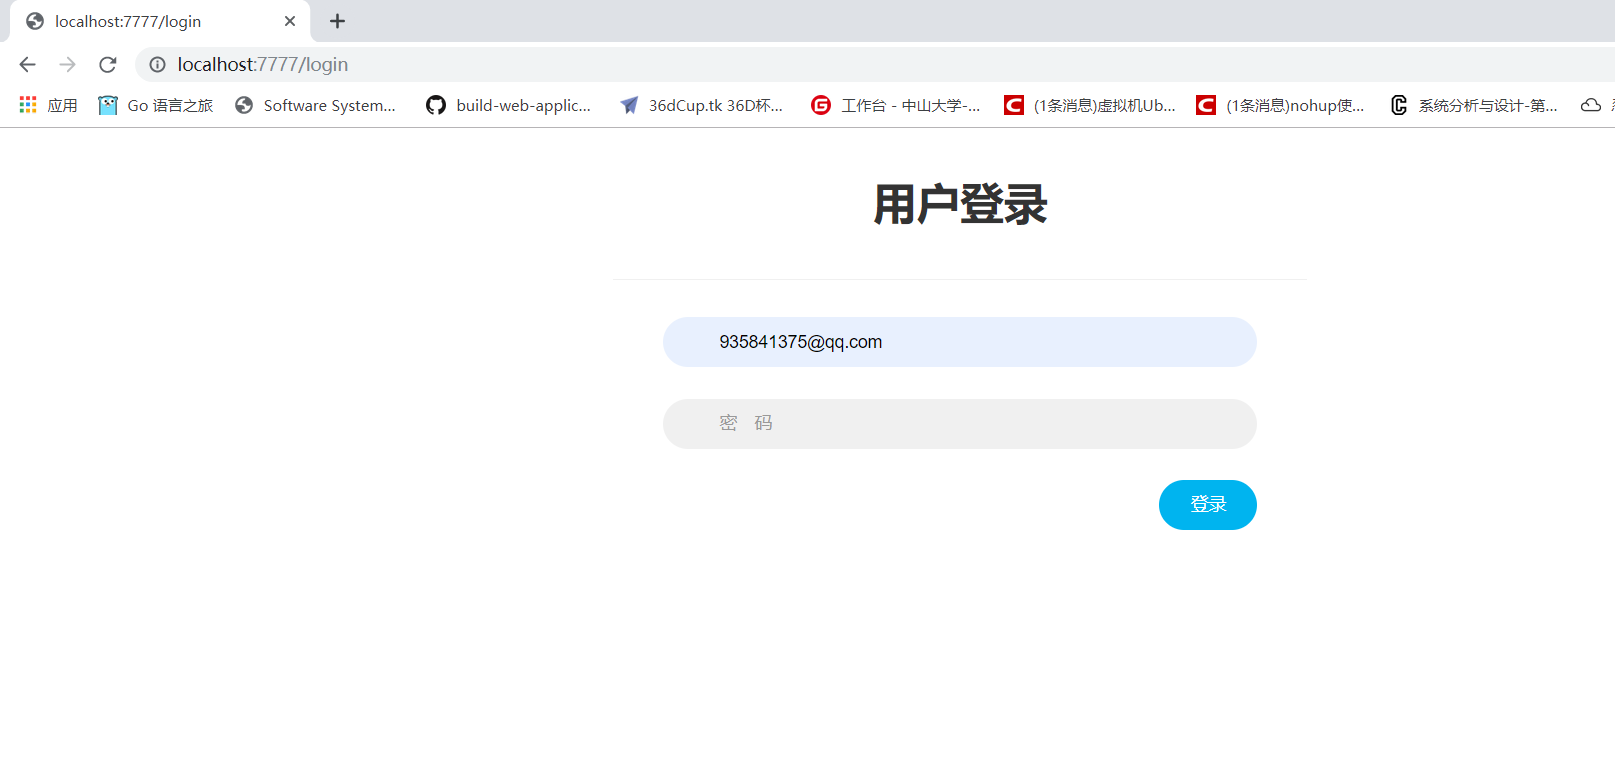 localhost:7777/login
localhost:7777/login
应用 Go 语言之旅 Software System... build-web-applic... 36dCup.tk 36D杯... 工作台 - 中山大学-... (1条消息)虚拟机Ub... (1条消息)nohup使... 系统分析与设计-第...
用户登录
935841375@qq.com
密 码
登录